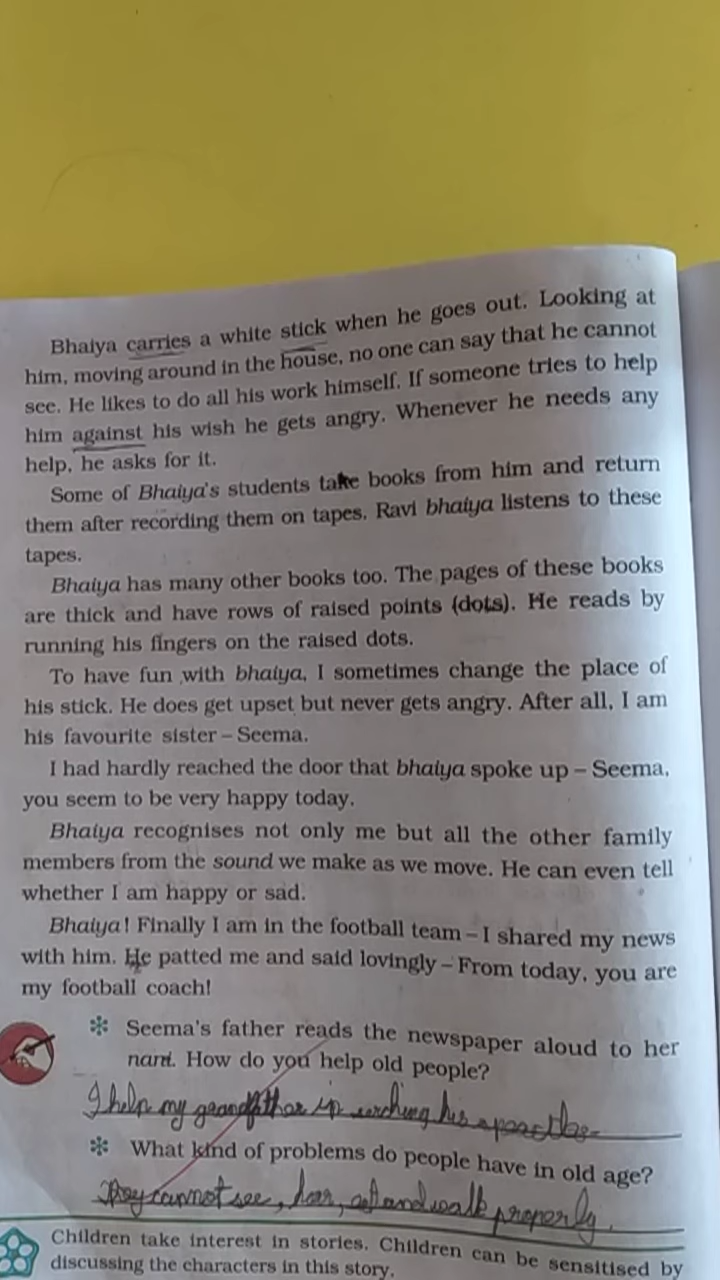 Bhaiya carries a white stick when he goes out. Looking at
him, moving around in the house, no one can say that he cannot
see. He likes to do all his work himself. If someone tries to help
him against his wish he gets angry. Whenever he needs any
help, he asks for it.
Some of Bhaiya's students take books from him and return
them after recording them on tapes. Ravi bhaiya listens to these
tapes.
Bhaiya has many other books too. The pages of these books
are thick and have rows of raised points (dots). He reads by
running his fingers on the raised dots.
To have fun with bhaiya, I sometimes change the place of
his stick. He does get upset but never gets angry. After all, I am
his favourite sister – Seema.
I had hardly reached the door that bhaiya spoke up – Seema,
you seem to be very happy today.
Bhaiya recognises not only me but all the other family
members from the sound we make as we move. He can even tell
whether I am happy or sad.
Bhaiya! Finally I am in the football team – I shared my news
with him. He patted me and said lovingly – From today, you are
my football coach!
✻ Seema's father reads the newspaper aloud to her
nani. How do you help old people?
I help my grandfather in his
✻ What kind of problems do people have in old age?
They cannot see, hear, and walk properly.
Children take interest in stories. Children can be sensitised by
discussing the characters in this story.